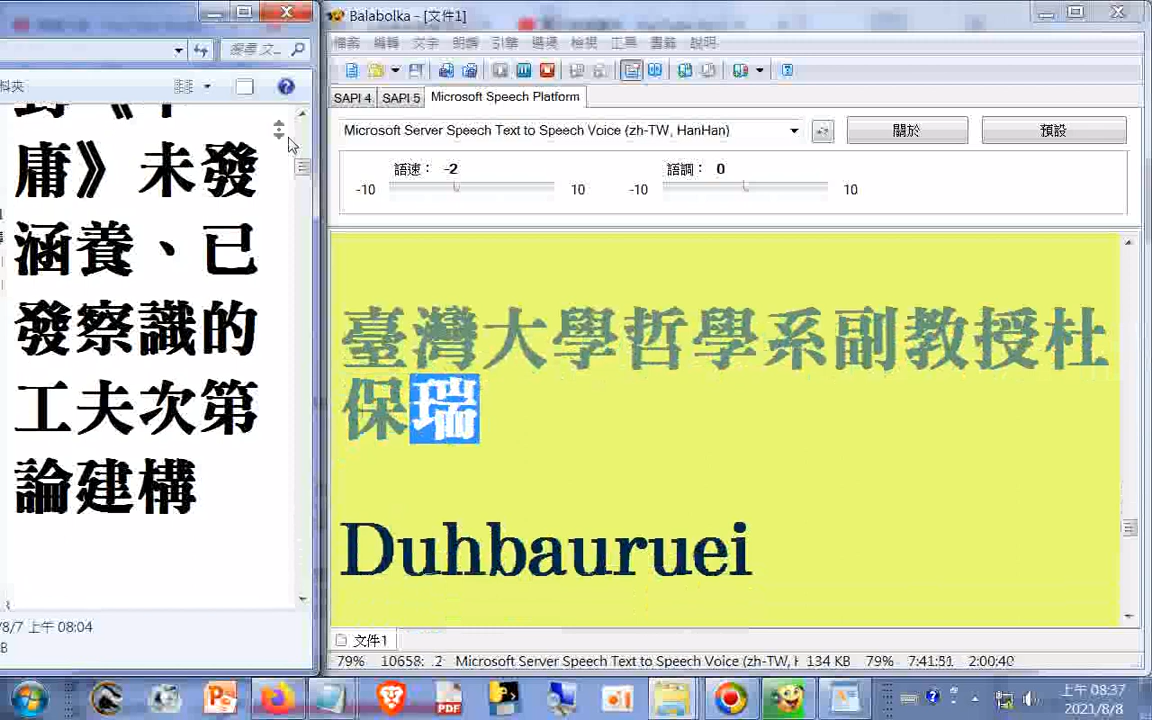 庸》未發
涵養、已
發察識的
工夫次第
論建構
/8/7 上午 08:04
B
搜尋 文...
科夾
Balabolka - [文件1]
檔案 編輯 文字 朗讀 引擎 選項 檢視 工具 書籤 說明
SAPI 4 SAPI 5 Microsoft Speech Platform
Microsoft Server Speech Text to Speech Voice (zh-TW, HanHan)
關於 預設
語速: -2 語調: 0
-10 10 -10 10
臺灣大學哲學系副教授杜
保瑞
Duhbauruei
文件1
79% 10658: .2 Microsoft Server Speech Text to Speech Voice (zh-TW, H 134 KB 79% 7:41:51 2:00:40
上午 08:37
2021/8/8